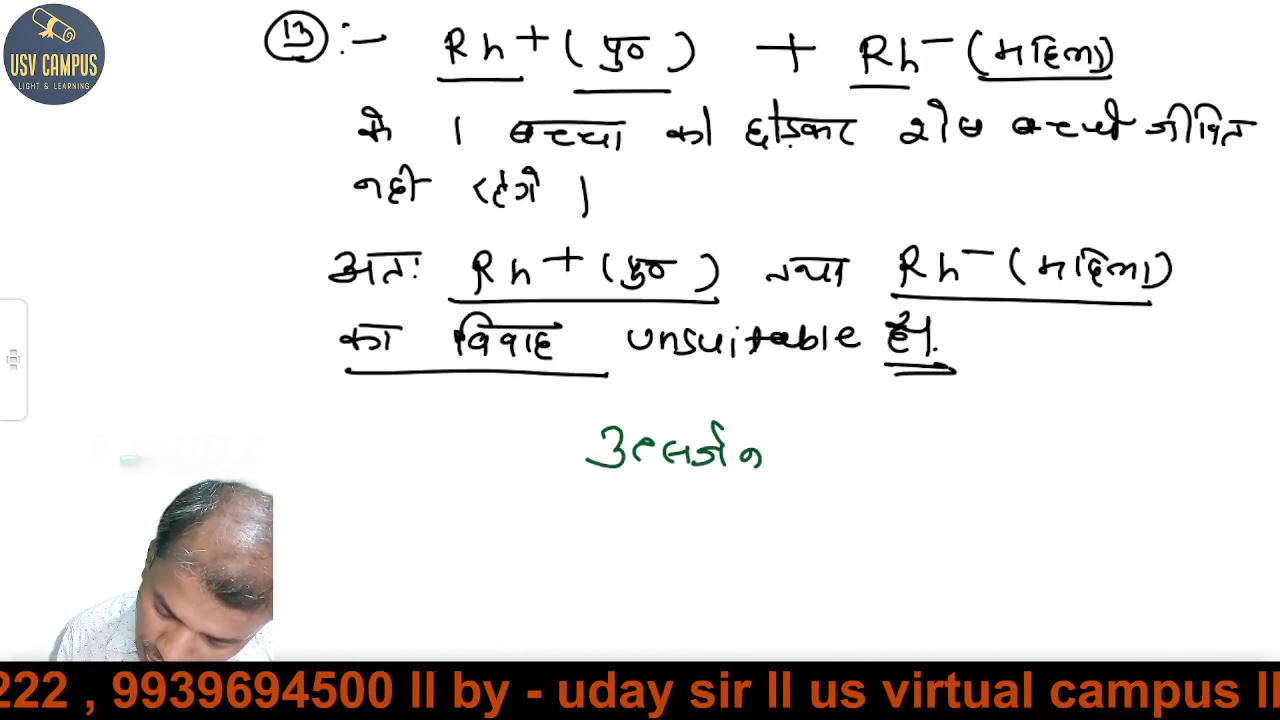 USV CAMPUS
LIGHT & LEARNING
13 :- Rh+ (पु०) + Rh- (महिला)
से 1 बच्चा को छोड़कर शेष बच्चे जीवित
नही रहेंगे।
अतः Rh+ (पु०) तथा Rh- (महिला)
का विवाह unsuitable है।
उत्सर्जन
222 , 9939694500 ll by - uday sir ll us virtual campus ll